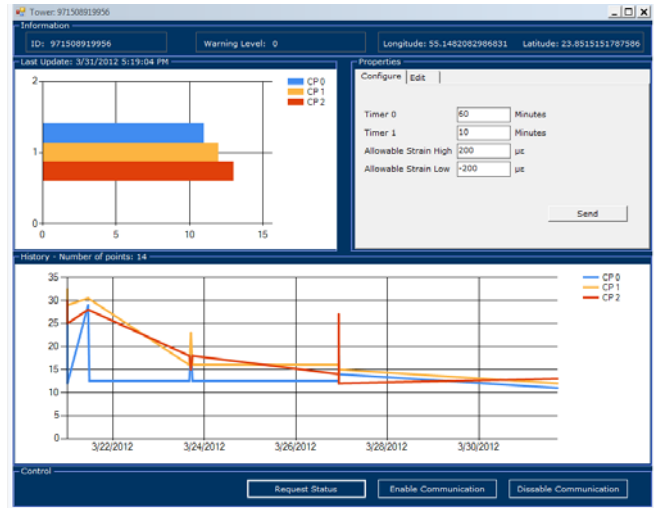 Tower: 971508919956
Information
ID: 971508919956
Warning Level: 0
Longitude: 55.1482082986831 Latitude: 23.8515151787586
Last Update: 3/31/2012 5:19:04 PM
2
1
0
0 5 10 15
CP 0
CP 1
CP 2
Properties
Configure Edit
Timer 0 60 Minutes
Timer 1 10 Minutes
Allowable Strain High 200 µε
Allowable Strain Low -200 µε
Send
History - Number of points: 14
35
30
25
20
15
10
5
0
3/22/2012 3/24/2012 3/26/2012 3/28/2012 3/30/2012
CP 0
CP 1
CP 2
Control
Request Status Enable Communication Dissable Communication